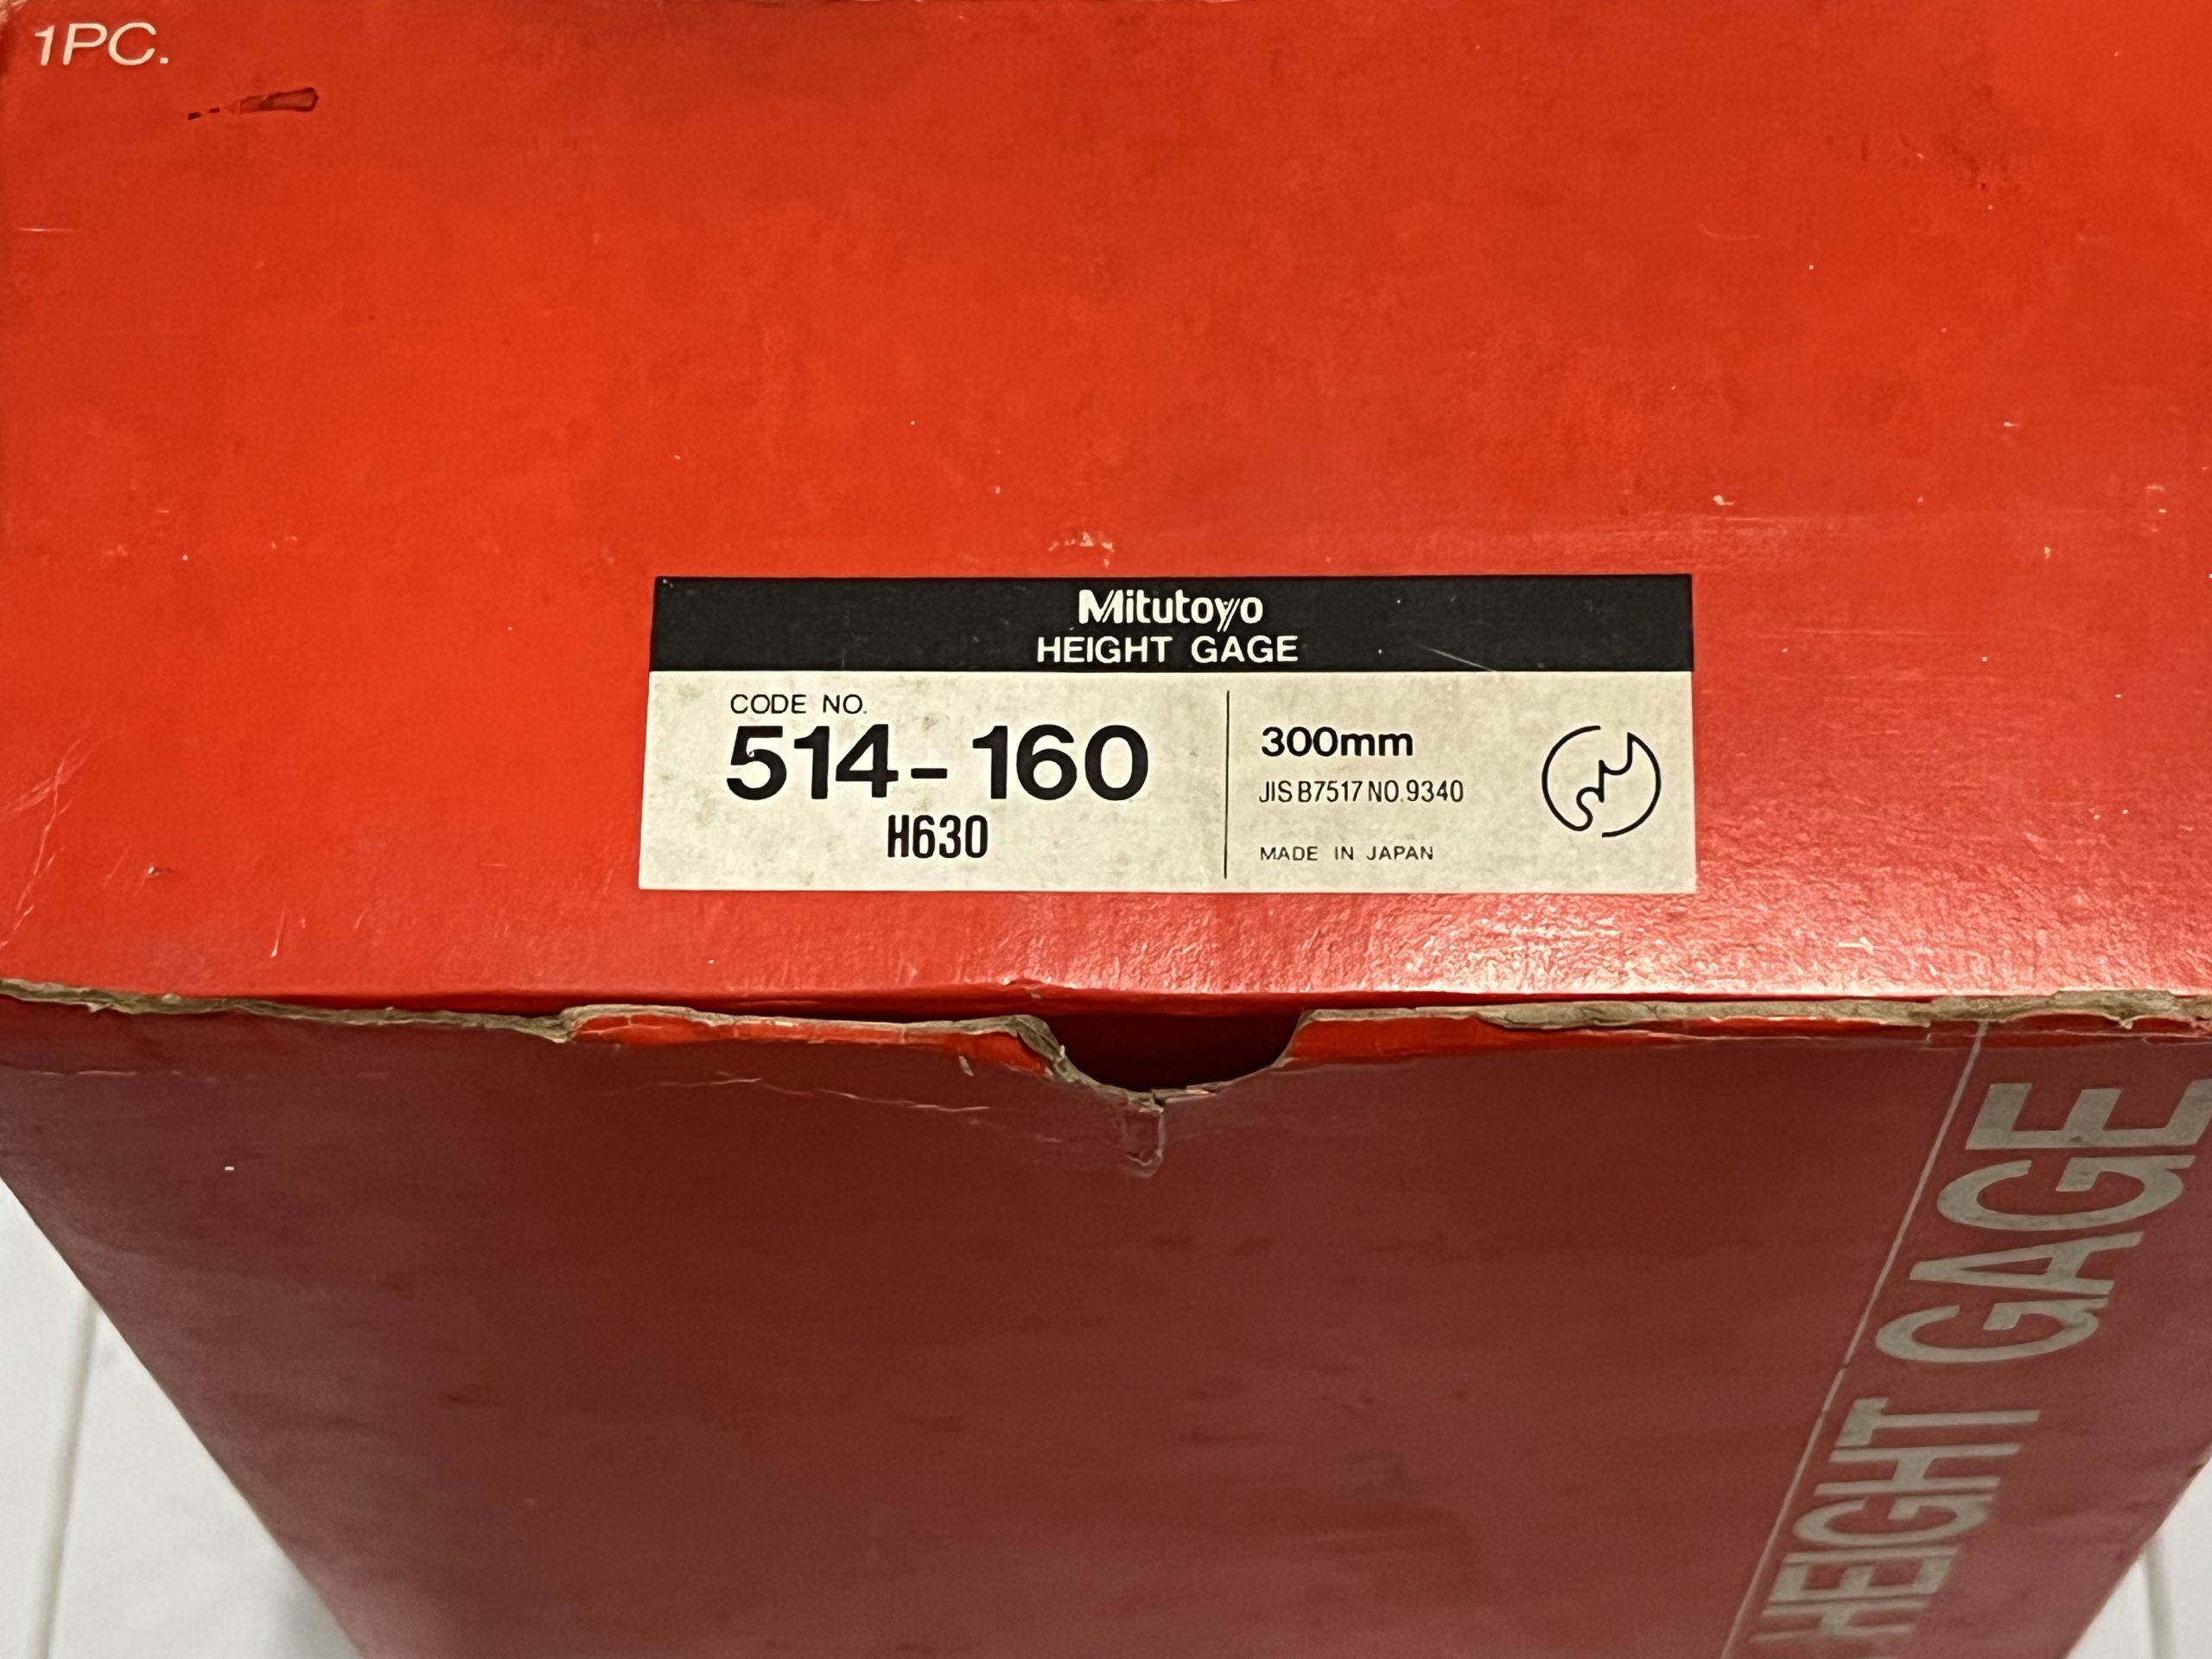 1PC.
Mitutoyo
HEIGHT GAGE
CODE NO.
514-160
H630
300mm
JIS B7517 NO.9340
MADE IN JAPAN
HEIGHT GAGE